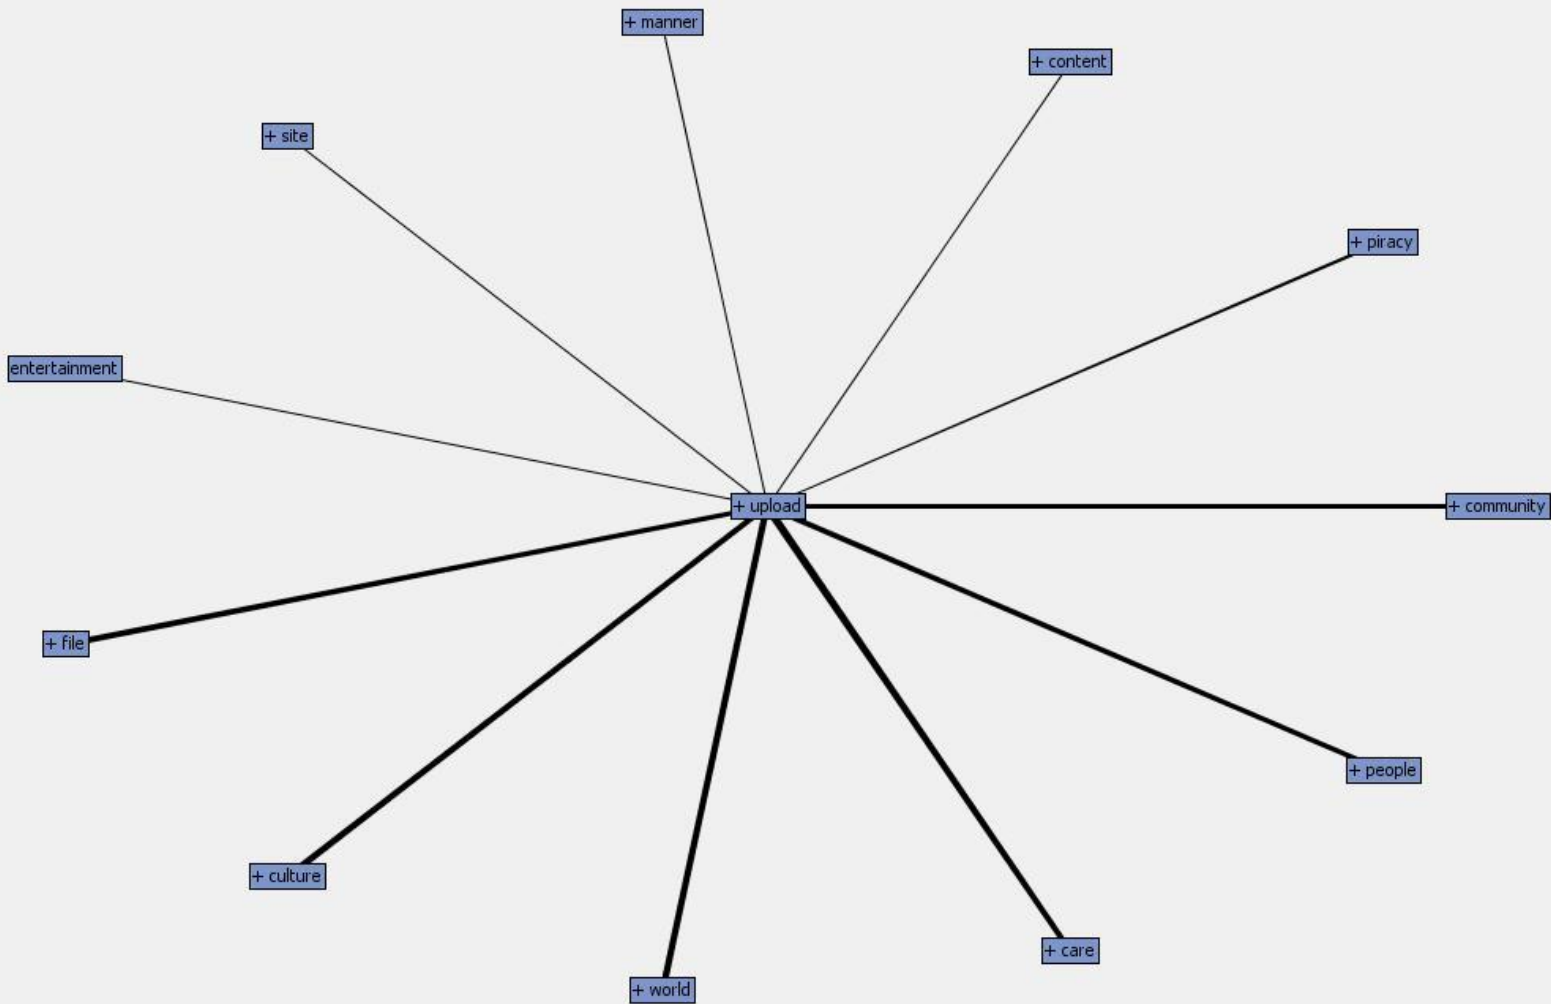 + manner
+ content
+ site
+ piracy
entertainment
+ upload
+ community
+ file
+ people
+ culture
+ care
+ world